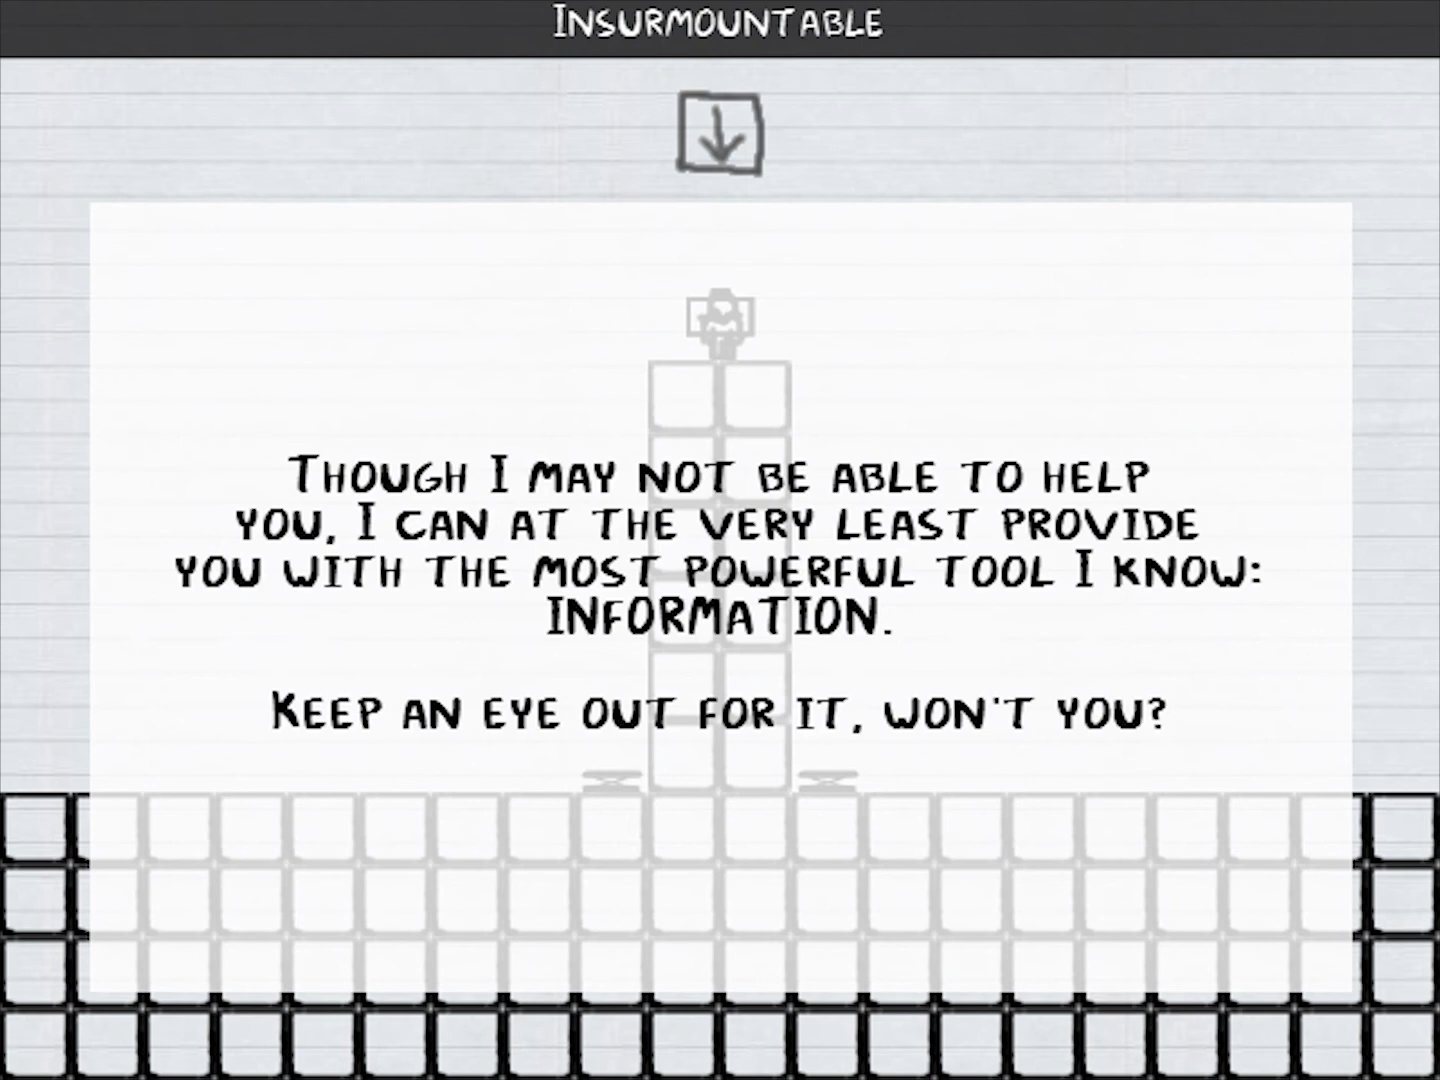 Insurmountable
Though I may not be able to help
you, I can at the very least provide
you with the most powerful tool I know:
INFORMATION.
Keep an eye out for it, won't you?